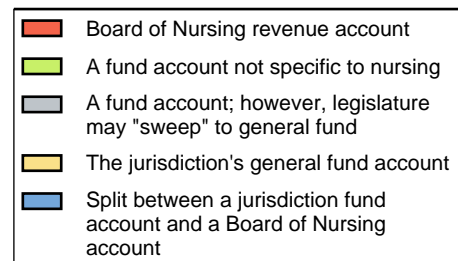 Board of Nursing revenue account
A fund account not specific to nursing
A fund account; however, legislature
may "sweep" to general fund
The jurisdiction's general fund account
Split between a jurisdiction fund
account and a Board of Nursing
account